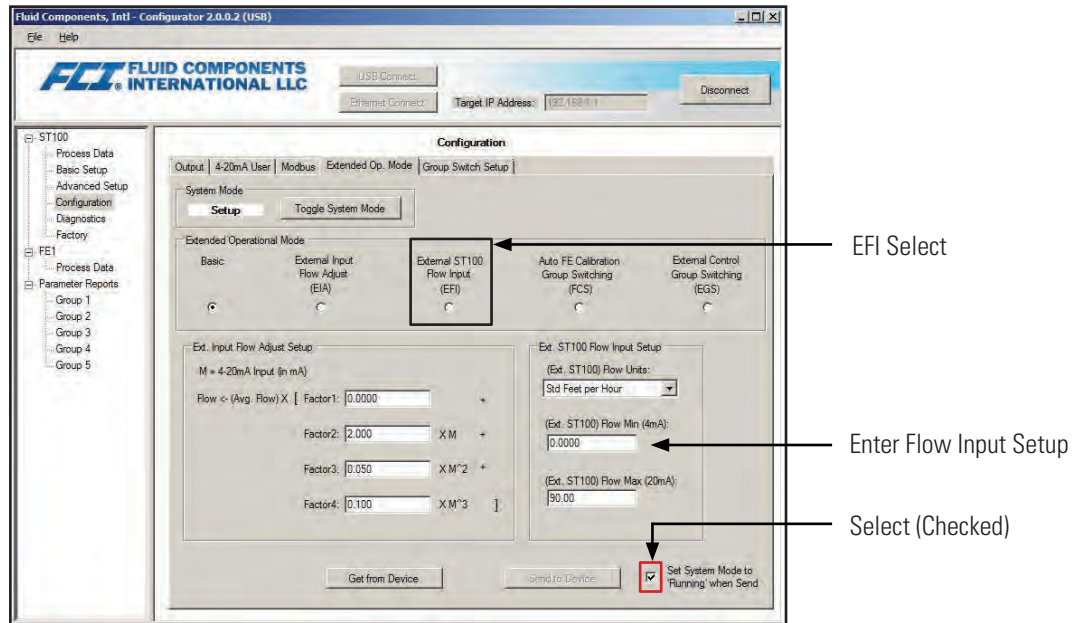 Fluid Components, Intl - Configurator 2.0.0.2 (USB)
File Help
FCI® FLUID COMPONENTS
INTERNATIONAL LLC
USB Connect
Ethernet Connect
Target IP Address:
192.168.1.1
Disconnect
ST100
Process Data
Basic Setup
Advanced Setup
Configuration
Diagnostics
Factory
FE1
Process Data
Parameter Reports
Group 1
Group 2
Group 3
Group 4
Group 5
Configuration
Output
4-20mA User
Modbus
Extended Op. Mode
Group Switch Setup
System Mode
Setup
Toggle System Mode
Extended Operational Mode
Basic
External Input
Flow Adjust
(EIA)
External ST100
Flow Input
(EFI)
Auto FE Calibration
Group Switching
(FCS)
External Control
Group Switching
(EGS)
Ext. Input Flow Adjust Setup
M = 4-20mA Input (in mA)
Flow <- (Avg. Flow) X [ Factor1: 0.0000 +
Factor2: 2.000 X M +
Factor3: 0.050 X M^2 +
Factor4: 0.100 X M^3 ]
Ext. ST100 Flow Input Setup
(Ext. ST100) Flow Units:
Std Feet per Hour
(Ext. ST100) Flow Min (4mA):
0.0000
(Ext. ST100) Flow Max (20mA):
90.00
Get from Device
Send to Device
Set System Mode to
'Running' when Send
EFI Select
Enter Flow Input Setup
Select (Checked)